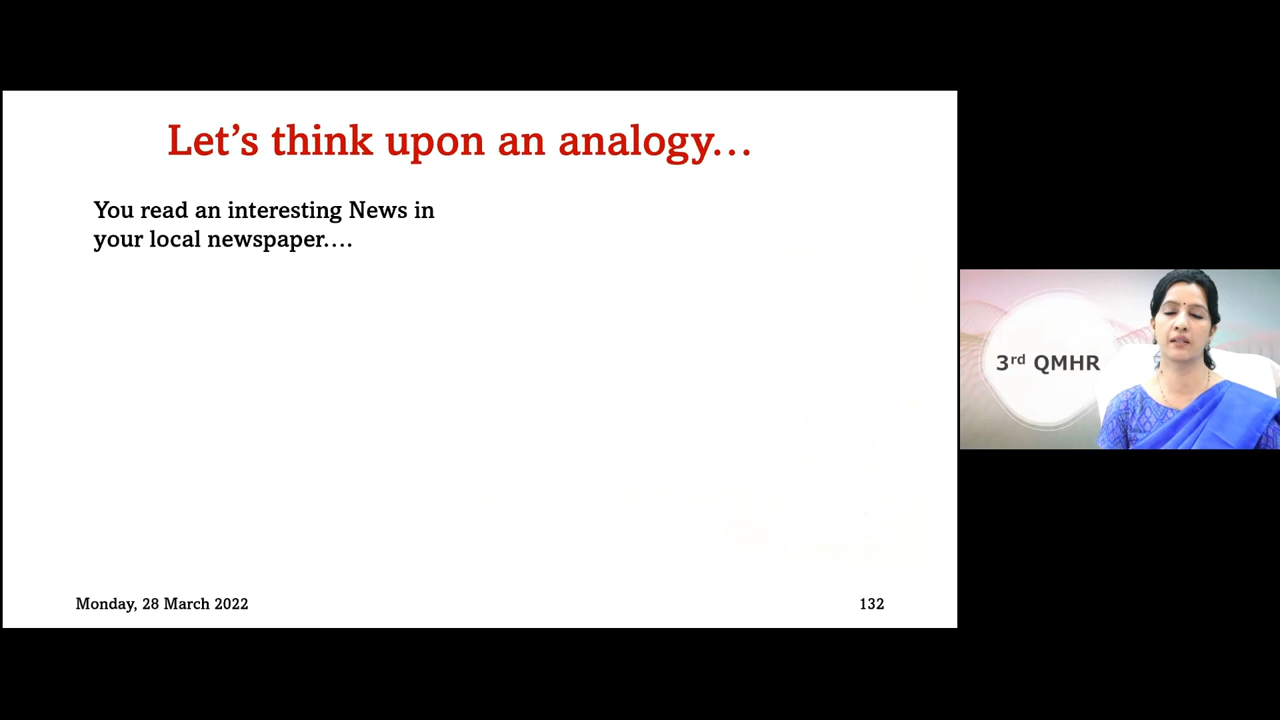 Let’s think upon an analogy…
You read an interesting News in
your local newspaper….
Monday, 28 March 2022
132
3rd QMHR